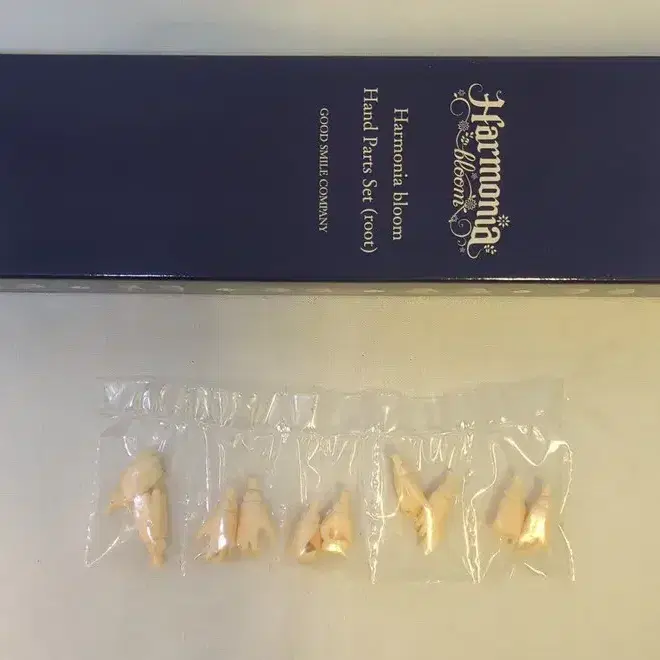 Harmonia
bloom
Harmonia bloom
Hand Parts Set (root)
GOOD SMILE COMPANY